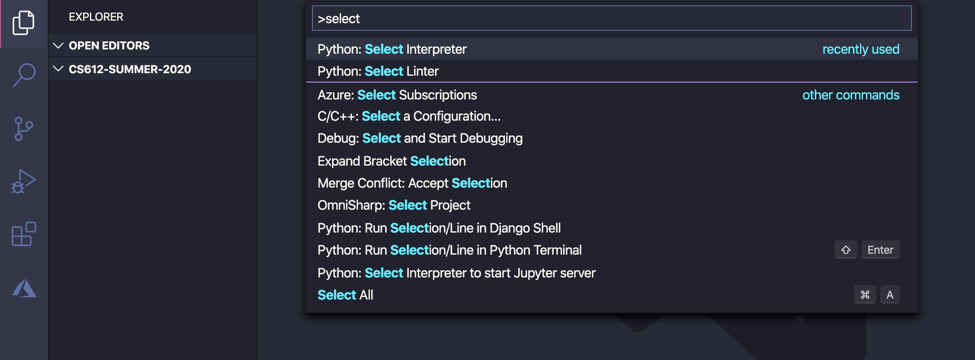 EXPLORER
OPEN EDITORS
CS612-SUMMER-2020
>select
Python: Select Interpreter recently used
Python: Select Linter
Azure: Select Subscriptions other commands
C/C++: Select a Configuration...
Debug: Select and Start Debugging
Expand Bracket Selection
Merge Conflict: Accept Selection
OmniSharp: Select Project
Python: Run Selection/Line in Django Shell
Python: Run Selection/Line in Python Terminal ⇧ Enter
Python: Select Interpreter to start Jupyter server
Select All ⌘ A